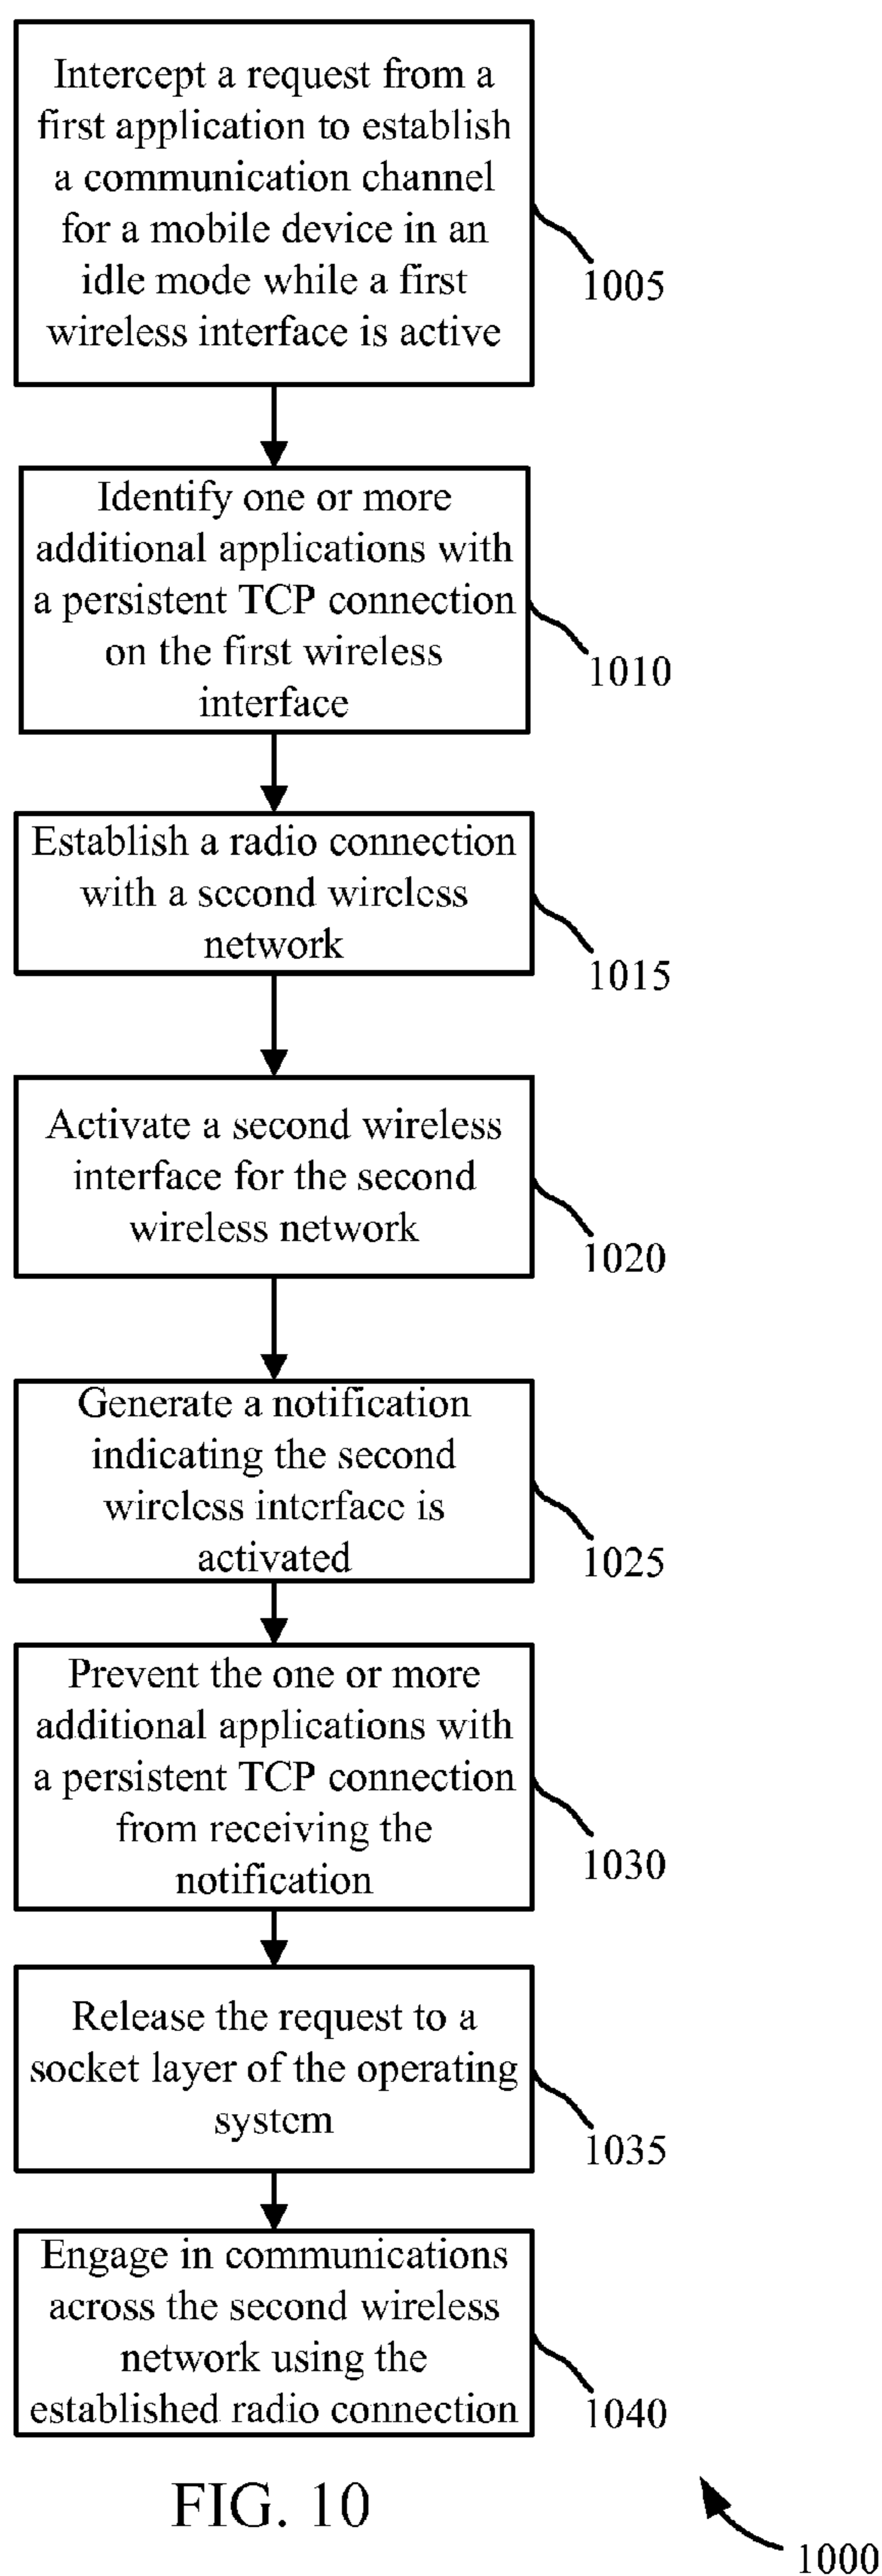 Intercept a request from a
first application to establish
a communication channel
for a mobile device in an
idle mode while a first
wireless interface is active
1005
Identify one or more
additional applications with
a persistent TCP connection
on the first wireless
interface
1010
Establish a radio connection
with a second wireless
network
1015
Activate a second wireless
interface for the second
wireless network
1020
Generate a notification
indicating the second
wireless interface is
activated
1025
Prevent the one or more
additional applications with
a persistent TCP connection
from receiving the
notification
1030
Release the request to a
socket layer of the operating
system
1035
Engage in communications
across the second wireless
network using the
established radio connection
1040
FIG. 10
1000